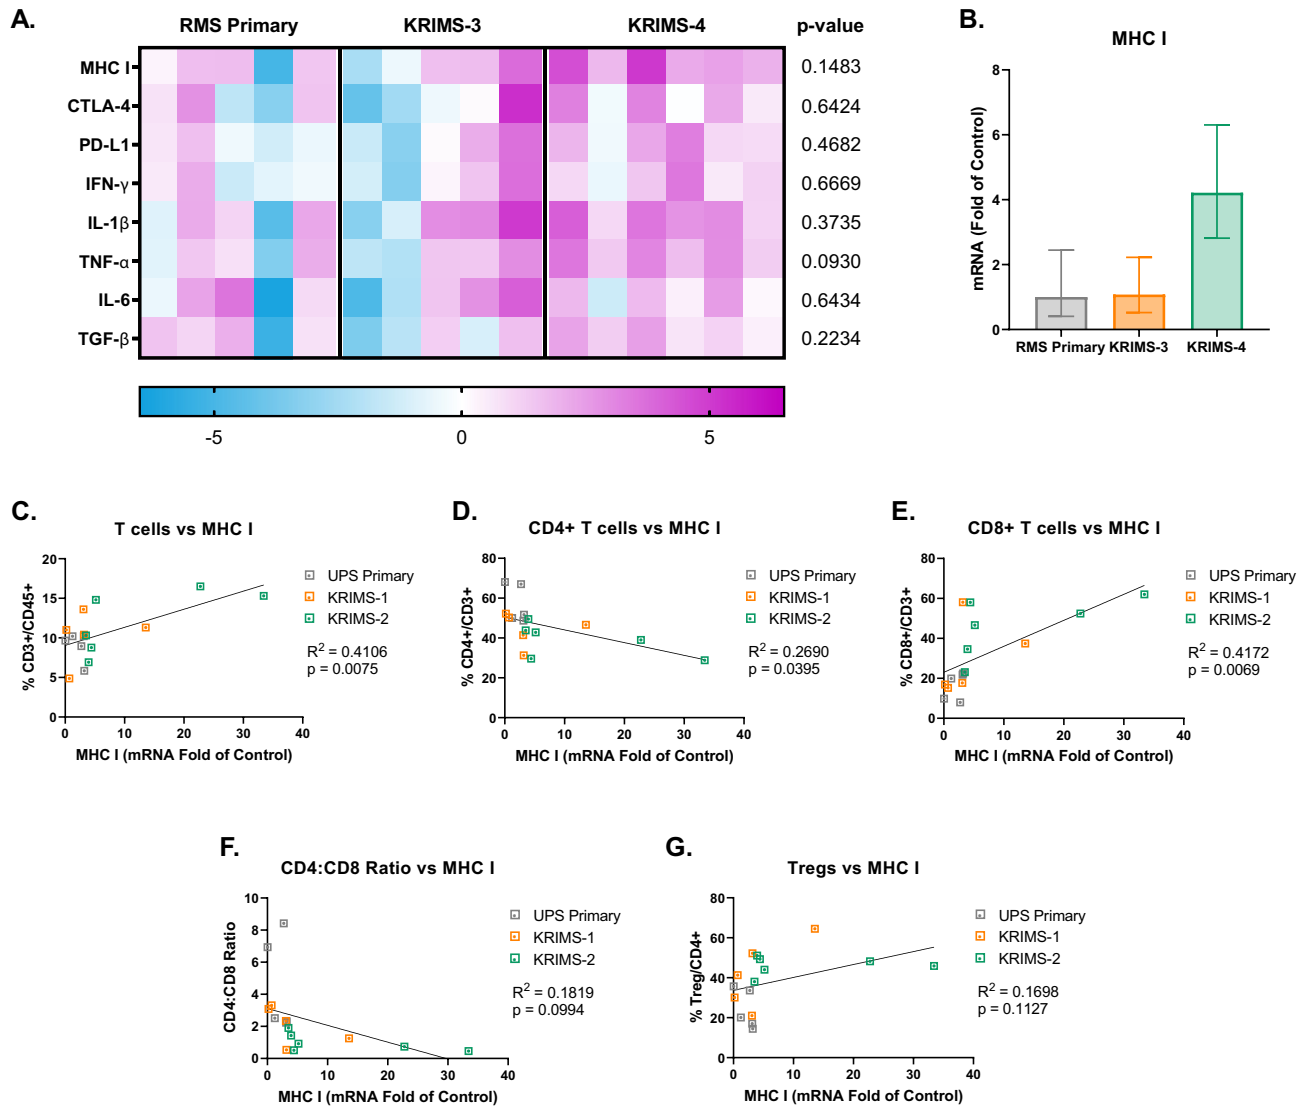 A.
RMS Primary KRIMS-3 KRIMS-4 p-value
MHC I 0.1483
CTLA-4 0.6424
PD-L1 0.4682
IFN-γ 0.6669
IL-1β 0.3735
TNF-α 0.0930
IL-6 0.6434
TGF-β 0.2234
-5 0 5
B.
MHC I
mRNA (Fold of Control)
8
6
4
2
0
RMS Primary KRIMS-3 KRIMS-4
C.
T cells vs MHC I
% CD3+/CD45+
20
15
10
5
0
0 10 20 30 40
MHC I (mRNA Fold of Control)
UPS Primary
KRIMS-1
KRIMS-2
R² = 0.4106
p = 0.0075
D.
CD4+ T cells vs MHC I
% CD4+/CD3+
80
60
40
20
0
0 10 20 30 40
MHC I (mRNA Fold of Control)
UPS Primary
KRIMS-1
KRIMS-2
R² = 0.2690
p = 0.0395
E.
CD8+ T cells vs MHC I
% CD8+/CD3+
80
60
40
20
0
0 10 20 30 40
MHC I (mRNA Fold of Control)
UPS Primary
KRIMS-1
KRIMS-2
R² = 0.4172
p = 0.0069
F.
CD4:CD8 Ratio vs MHC I
CD4:CD8 Ratio
10
8
6
4
2
0
0 10 20 30 40
MHC I (mRNA Fold of Control)
UPS Primary
KRIMS-1
KRIMS-2
R² = 0.1819
p = 0.0994
G.
Tregs vs MHC I
% Treg/CD4+
80
60
40
20
0
0 10 20 30 40
MHC I (mRNA Fold of Control)
UPS Primary
KRIMS-1
KRIMS-2
R² = 0.1698
p = 0.1127